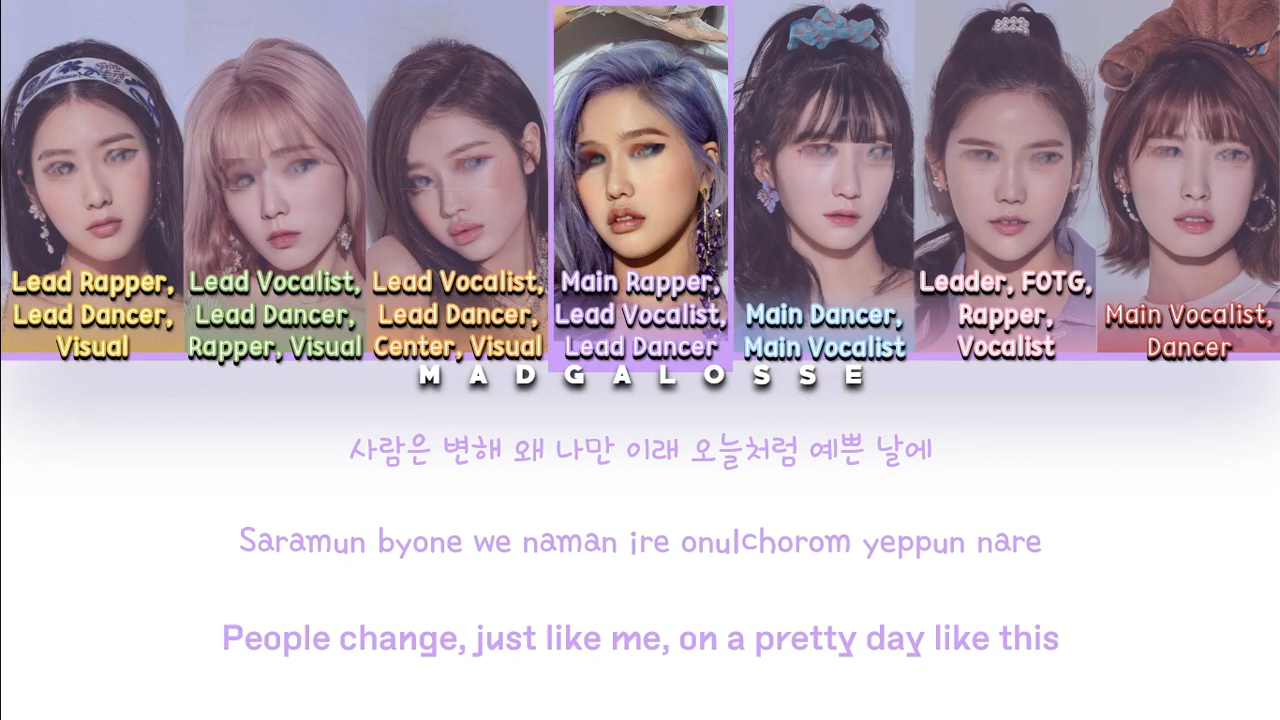 Lead Rapper,
Lead Dancer,
Visual
Lead Vocalist,
Lead Dancer,
Rapper, Visual
Lead Vocalist,
Lead Dancer,
Center, Visual
Main Rapper,
Lead Vocalist,
Lead Dancer
Main Dancer,
Main Vocalist
Leader, FOTG,
Rapper,
Vocalist
Main Vocalist,
Dancer
MADGALOSSE
사람은 변해 왜 나만 이래 오늘처럼 예쁜 날에
Saramun byone we naman ire onulchorom yeppun nare
People change, just like me, on a pretty day like this